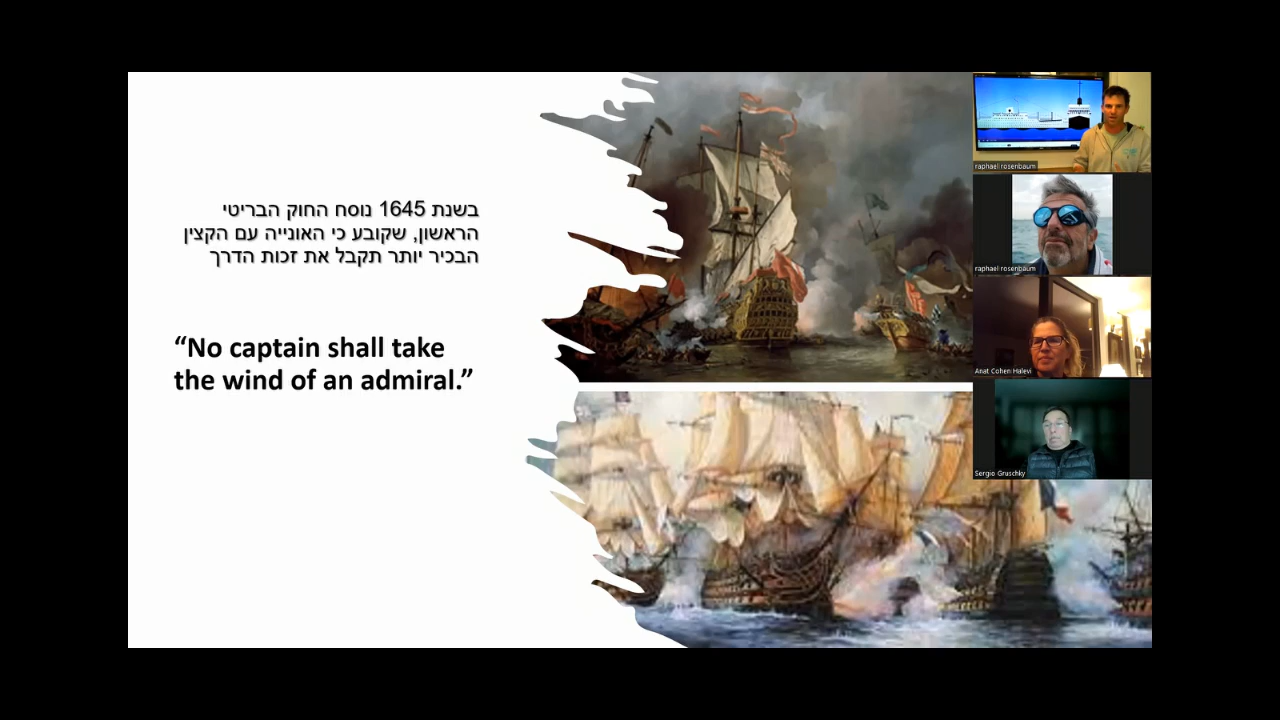 בשנת 1645 נוסח החוק הבריטי
הראשון, שקובע כי האונייה עם הקצין
הבכיר יותר תקבל את זכות הדרך
“No captain shall take
the wind of an admiral.”
raphael rosenbaum
raphael rosenbaum
Anat Cohen Halevi
Sergio Gruschky